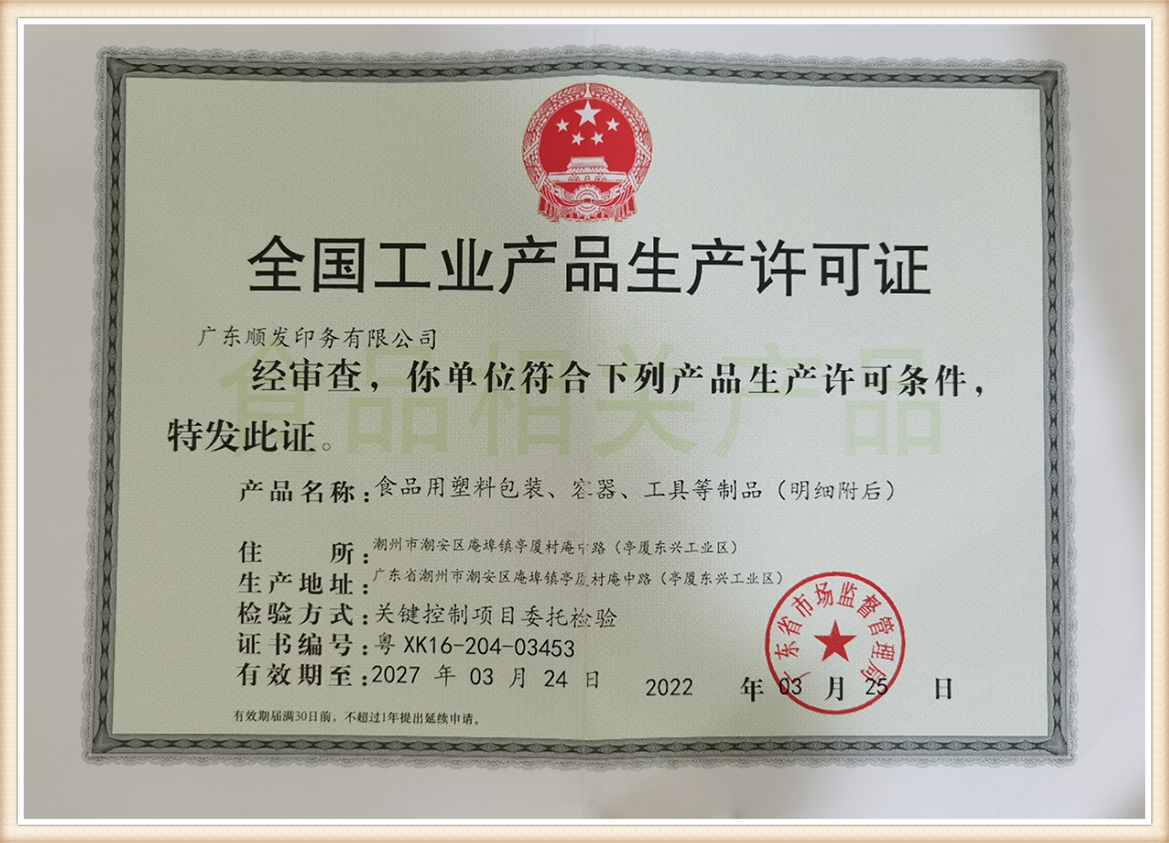 全国工业产品生产许可证
广东顺发印务有限公司
食品相关产品
经审查，你单位符合下列产品生产许可条件，
特发此证。
产品名称：食品用塑料包装、容器、工具等制品（明细附后）
住 所：潮州市潮安区庵埠镇亭厦村庵中路（亭厦东兴工业区）
生产地址：广东省潮州市潮安区庵埠镇亭厦村庵中路（亭厦东兴工业区）
检验方式：关键控制项目委托检验
证书编号：粤 XK16-204-03453
有效期至：2027 年 03 月 24 日
广东省市场监督管理局
2022 年 03 月 25 日
有效期届满30日前，不超过1年提出延续申请。